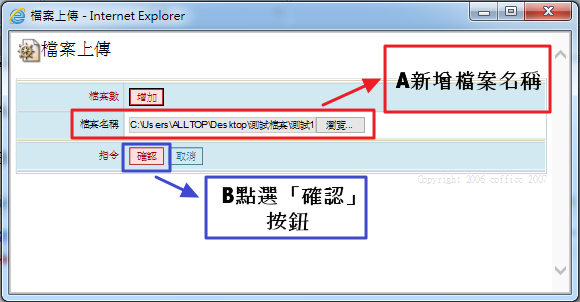 檔案上傳 - Internet Explorer
檔案上傳
A新增檔案名稱
檔案數 增加
檔案名稱 C:\Users\ALLTOP\Desktop\測試檔案\測試1 瀏覽...
指令 確認 取消
Copyright 2006 coffice 2007
B點選「確認」
按鈕